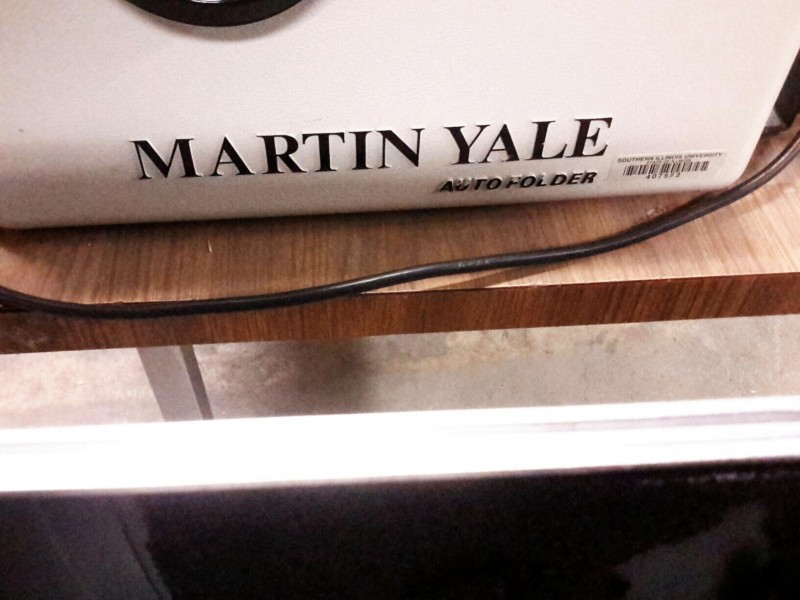 MARTIN YALE
AUTO FOLDER
SOUTHERN ILLINOIS UNIVERSITY